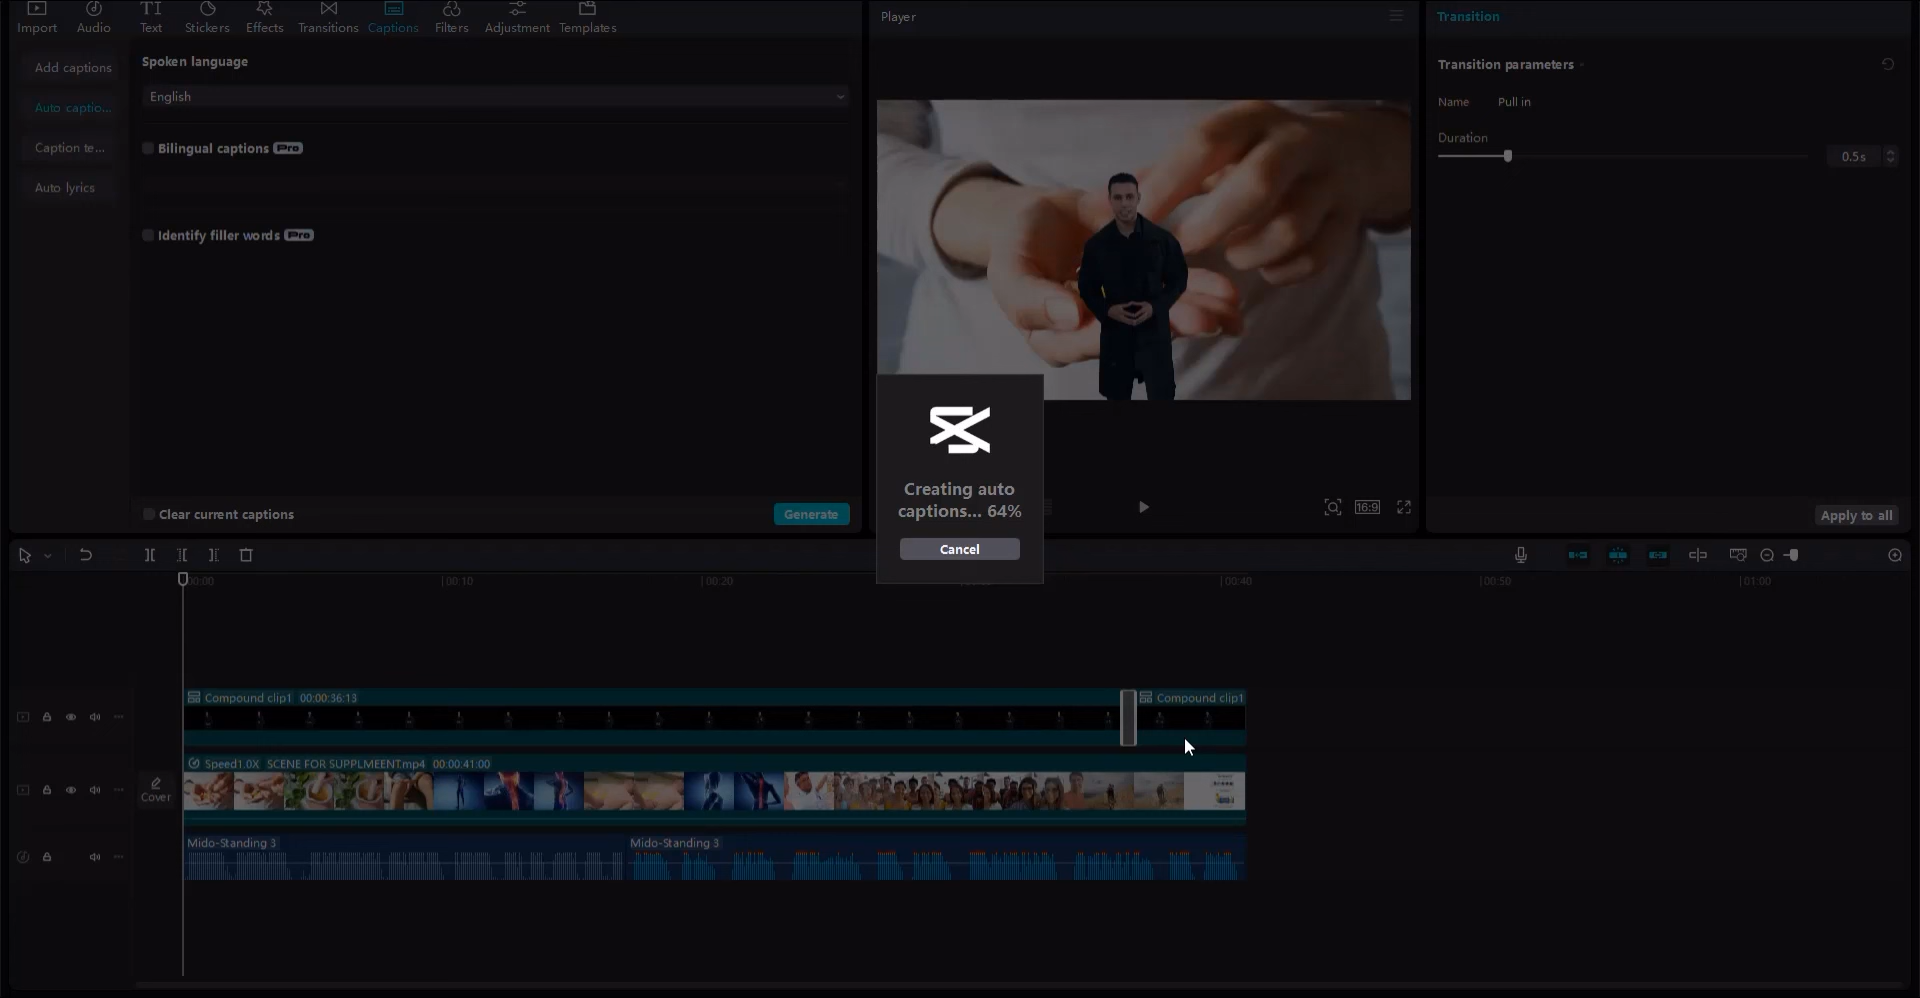 Import Audio Text Stickers Effects Transitions Captions Filters Adjustment Templates
Add captions
Auto captio...
Caption te...
Auto lyrics
Spoken language
English
Bilingual captions Pro
Identify filler words Pro
Clear current captions
Generate
Player
16:9
Transition
Transition parameters
Name Pull in
Duration
0.5s
Apply to all
Creating auto
captions... 64%
Cancel
00:00 00:10 00:20 00:40 00:50 01:00
Compound clip1 00:00:36:13
Compound clip1
Cover
Speed1.0X SCENE FOR SUPPLMEENT.mp4 00:00:41:00
Mido-Standing 3
Mido-Standing 3